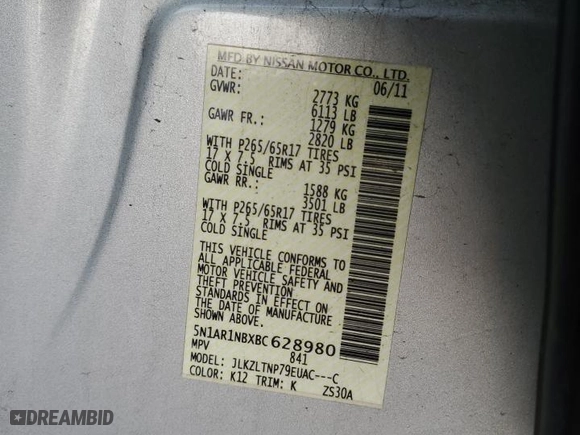 MFD BY NISSAN MOTOR CO., LTD.
DATE: 06/11
GVWR: 2773 KG
6113 LB
GAWR FR.: 1279 KG
2820 LB
WITH P265/65R17 TIRES
17 X 7.5 RIMS AT 35 PSI
COLD SINGLE
GAWR RR.: 1588 KG
3501 LB
WITH P265/65R17 TIRES
17 X 7.5 RIMS AT 35 PSI
COLD SINGLE
THIS VEHICLE CONFORMS TO
ALL APPLICABLE FEDERAL
MOTOR VEHICLE SAFETY AND
THEFT PREVENTION
STANDARDS IN EFFECT ON
THE DATE OF MANUFACTURE
SHOWN ABOVE.
5N1AR1NBXBC628980
MPV 841
MODEL: JLKZLTNP79EUAC---C
COLOR: K12 TRIM: K ZS30A
DREAMBID